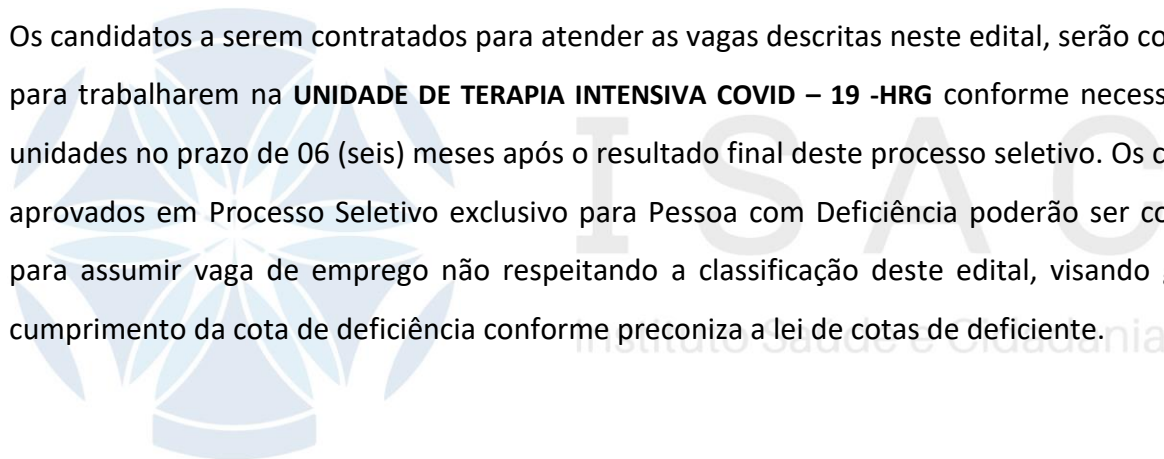 Os candidatos a serem contratados para atender as vagas descritas neste edital, serão co
para trabalharem na UNIDADE DE TERAPIA INTENSIVA COVID – 19 -HRG conforme necess
unidades no prazo de 06 (seis) meses após o resultado final deste processo seletivo. Os c
aprovados em Processo Seletivo exclusivo para Pessoa com Deficiência poderão ser co
para assumir vaga de emprego não respeitando a classificação deste edital, visando
cumprimento da cota de deficiência conforme preconiza a lei de cotas de deficiente.
ISAC
Instituto Saúde e Cidadania